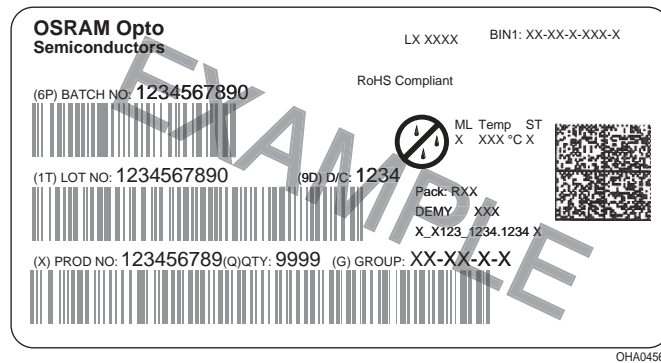 OSRAM Opto
Semiconductors
LX XXXX
BIN1: XX-XX-X-XXX-X
RoHS Compliant
(6P) BATCH NO: 1234567890
ML Temp ST
X XXX °C X
(1T) LOT NO: 1234567890 (9D) D/C: 1234
Pack: RXX
DEMY XXX
X_X123_1234.1234 X
(X) PROD NO: 123456789(Q)QTY: 9999 (G) GROUP: XX-XX-X-X
EXAMPLE
OHA04563